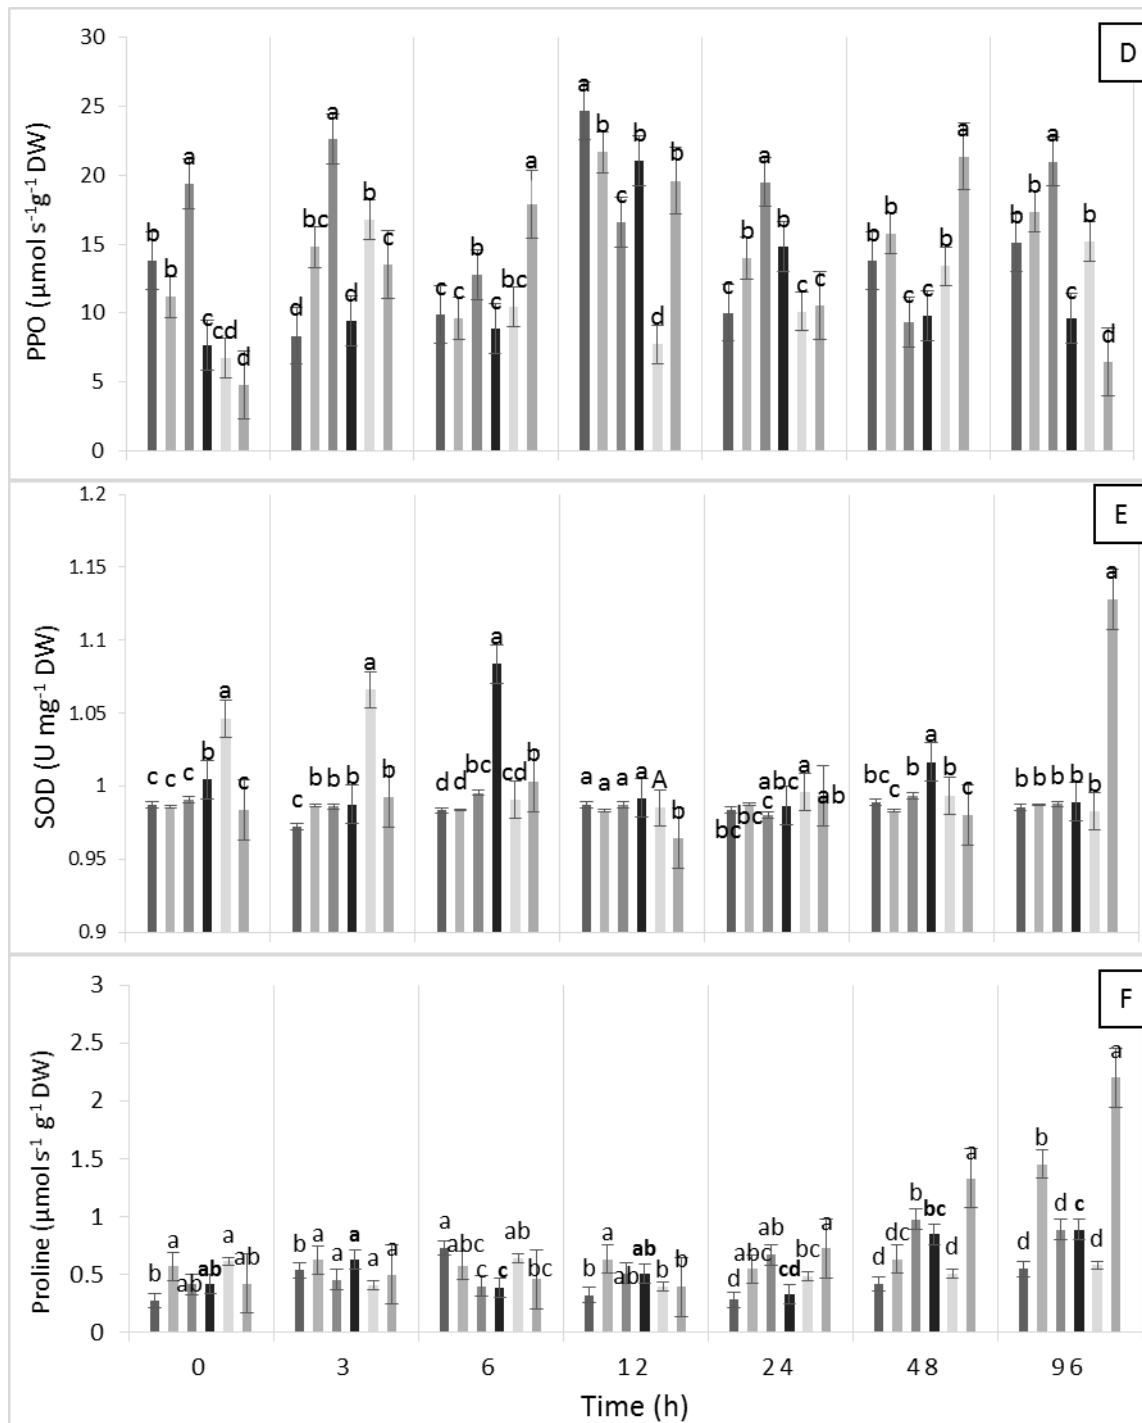 D
PPO (µmol s⁻¹g⁻¹ DW)
30
25
20
15
10
5
0
b b a c cd d
d bc a d b c
c c b c bc a
a b c b d b
c b a b c c
b b c c b a
b b a c b d
E
SOD (U mg⁻¹ DW)
1.2
1.15
1.1
1.05
1
0.95
0.9
c c c b a c
c b b b a b
d d bc a cd b
a a a a A b
bc bc c abc a ab
bc c b a b c
b b b b b a
F
Proline (µmols⁻¹ g⁻¹ DW)
3
2.5
2
1.5
1
0.5
0
b a ab ab a ab
b a a a a a
a abc c c ab bc
b a ab ab b b
d abc ab cd bc a
d dc b bc d a
d b d c d a
0 3 6 12 24 48 96
Time (h)